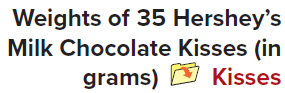 Weights of 35 Hershey’s
Milk Chocolate Kisses (in
grams) Kisses